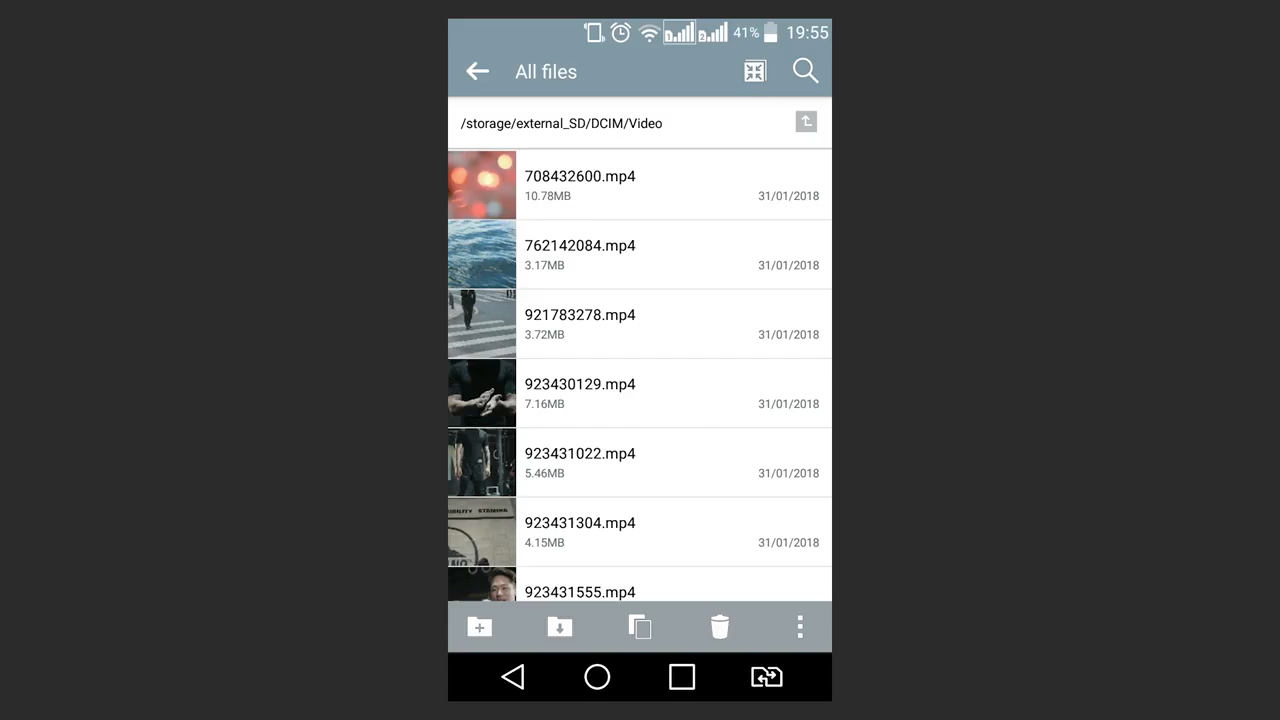 1 2 41% 19:55
All files
/storage/external_SD/DCIM/Video
708432600.mp4
10.78MB 31/01/2018
762142084.mp4
3.17MB 31/01/2018
921783278.mp4
3.72MB 31/01/2018
923430129.mp4
7.16MB 31/01/2018
923431022.mp4
5.46MB 31/01/2018
923431304.mp4
4.15MB 31/01/2018
923431555.mp4